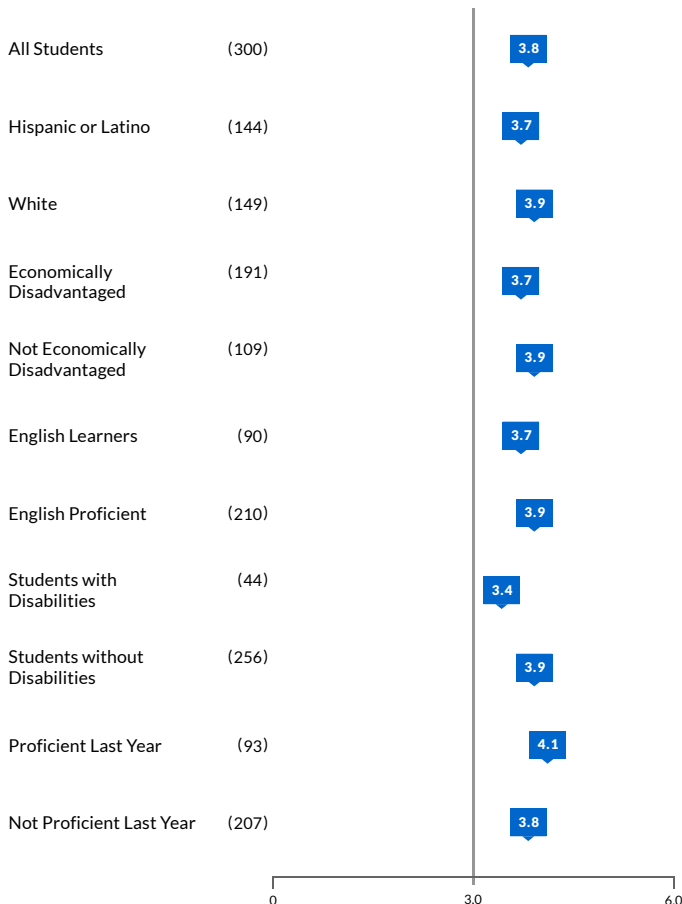 All Students (300) 3.8
Hispanic or Latino (144) 3.7
White (149) 3.9
Economically (191)
Disadvantaged 3.7
Not Economically (109)
Disadvantaged 3.9
English Learners (90) 3.7
English Proficient (210) 3.9
Students with (44)
Disabilities 3.4
Students without (256)
Disabilities 3.9
Proficient Last Year (93) 4.1
Not Proficient Last Year (207) 3.8
0 3.0 6.0